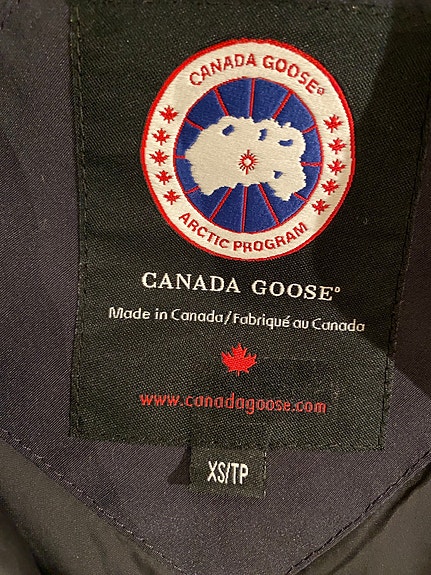 CANADA GOOSE®
ARCTIC PROGRAM
CANADA GOOSE®
Made in Canada/Fabriqué au Canada
www.canadagoose.com
XS/TP